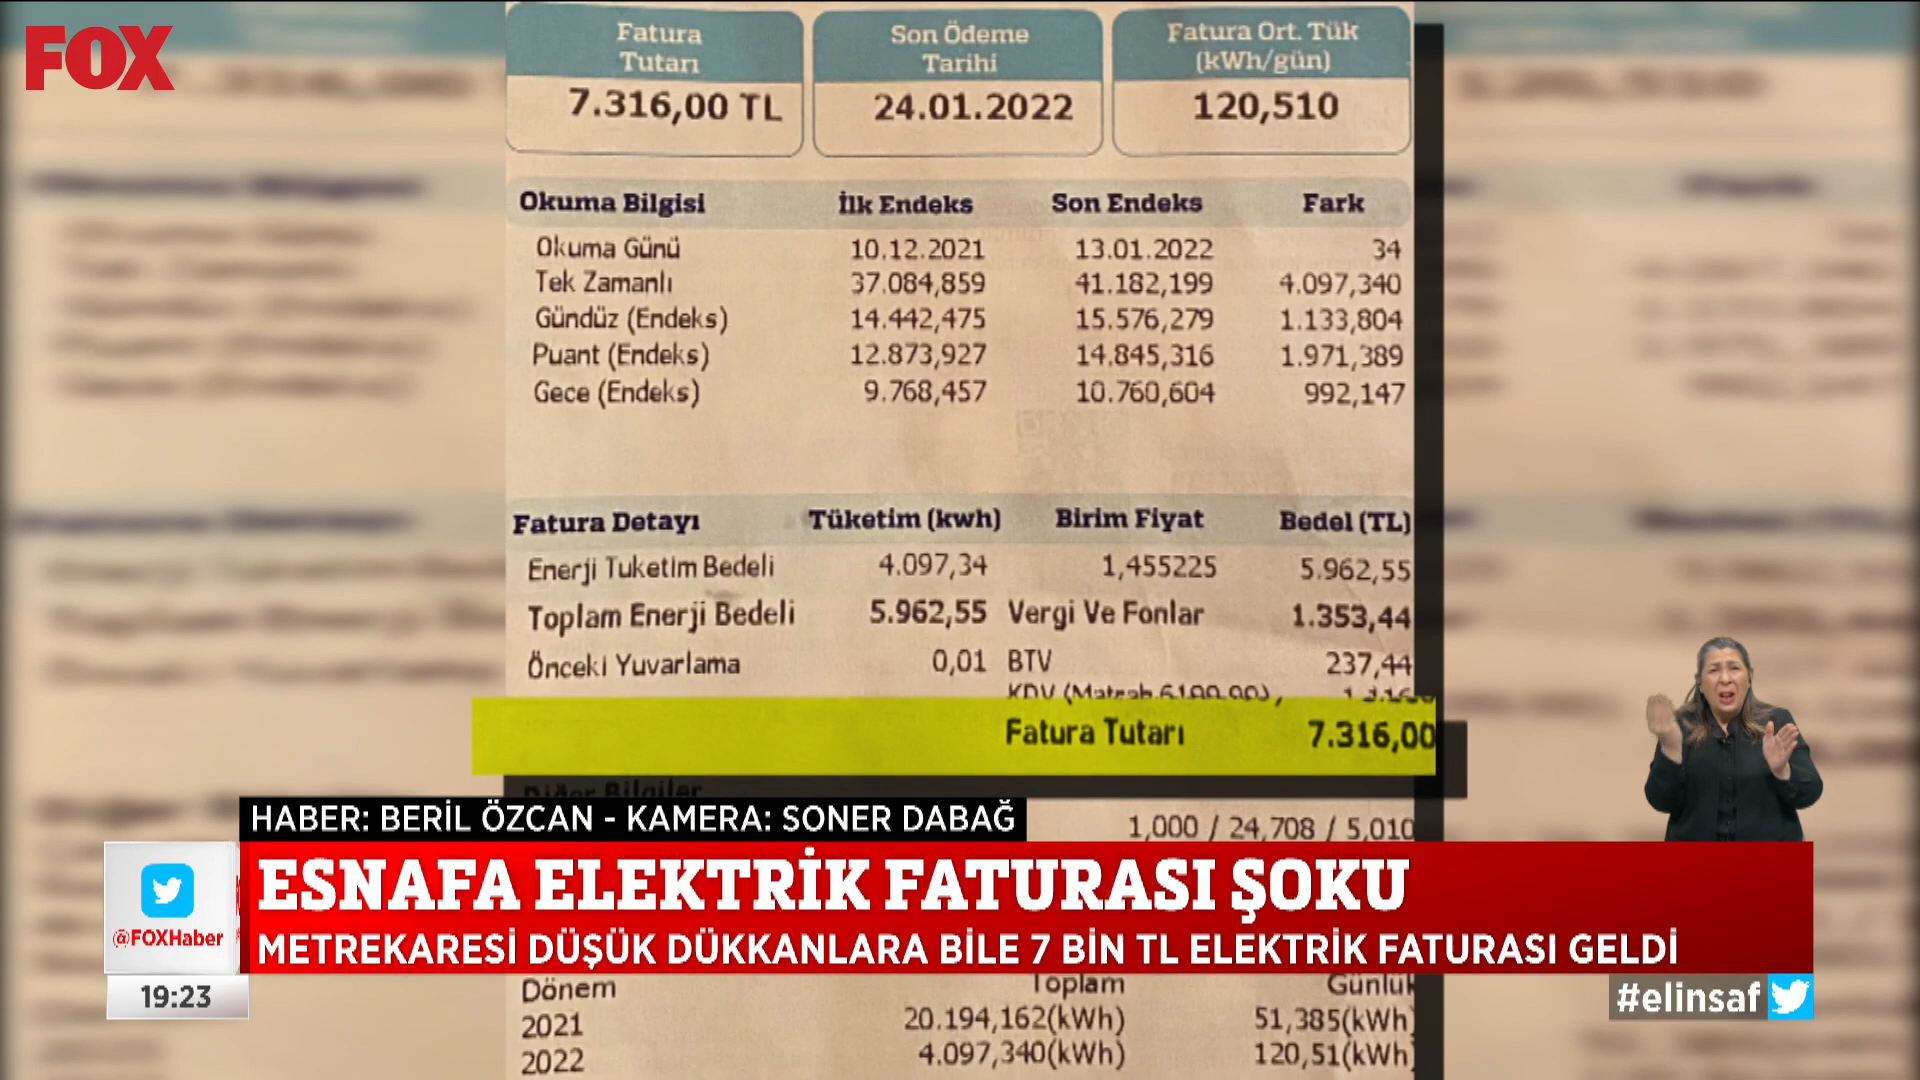 FOX
Fatura Tutarı
7.316,00 TL
Son Ödeme Tarihi
24.01.2022
Fatura Ort. Tük (kWh/gün)
120,510
Okuma Bilgisi İlk Endeks Son Endeks Fark
Okuma Günü 10.12.2021 13.01.2022 34
Tek Zamanlı 37.084,859 41.182,199 4.097,340
Gündüz (Endeks) 14.442,475 15.576,279 1.133,804
Puant (Endeks) 12.873,927 14.845,316 1.971,389
Gece (Endeks) 9.768,457 10.760,604 992,147
Fatura Detayı Tüketim (kwh) Birim Fiyat Bedel (TL)
Enerji Tuketim Bedeli 4.097,34 1,455225 5.962,55
Toplam Enerji Bedeli 5.962,55 Vergi Ve Fonlar 1.353,44
Önceki Yuvarlama 0,01 BTV 237,44
KDV (Matrah 6199,99),
Fatura Tutarı 7.316,00
Diğer Bilgiler
1,000 / 24,708 / 5,010
HABER: BERİL ÖZCAN - KAMERA: SONER DABAĞ
ESNAFA ELEKTRİK FATURASI ŞOKU
METREKARESİ DÜŞÜK DÜKKANLARA BİLE 7 BİN TL ELEKTRİK FATURASI GELDİ
@FOXHaber
19:23
#elinsaf
Dönem Toplam Günlük
2021 20.194,162(kWh) 51,385(kWh)
2022 4.097,340(kWh) 120,51(kWh)